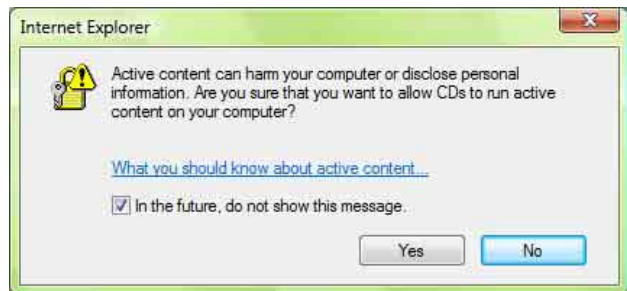 Internet Explorer
Active content can harm your computer or disclose personal
information. Are you sure that you want to allow CDs to run active
content on your computer?
What you should know about active content...
In the future, do not show this message.
Yes No